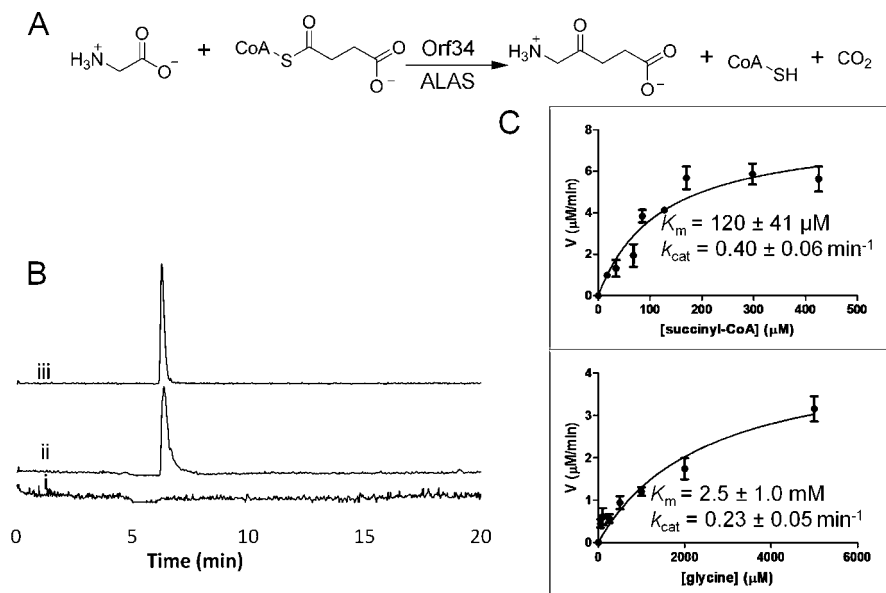 A
H₃N⁺ O O⁻ + CoA S O O O⁻ Orf34 ALAS H₃N⁺ O O O⁻ + CoA SH + CO₂
B
iii
ii
i
0 5 10 15 20
Time (min)
C
V (µM/min)
8
6
4
2
0
Km = 120 ± 41 µM
kcat = 0.40 ± 0.06 min⁻¹
0 100 200 300 400 500
[succinyl-CoA] (µM)
V (µM/min)
4
3
2
1
0
Km = 2.5 ± 1.0 mM
kcat = 0.23 ± 0.05 min⁻¹
0 2000 4000 6000
[glycine] (µM)